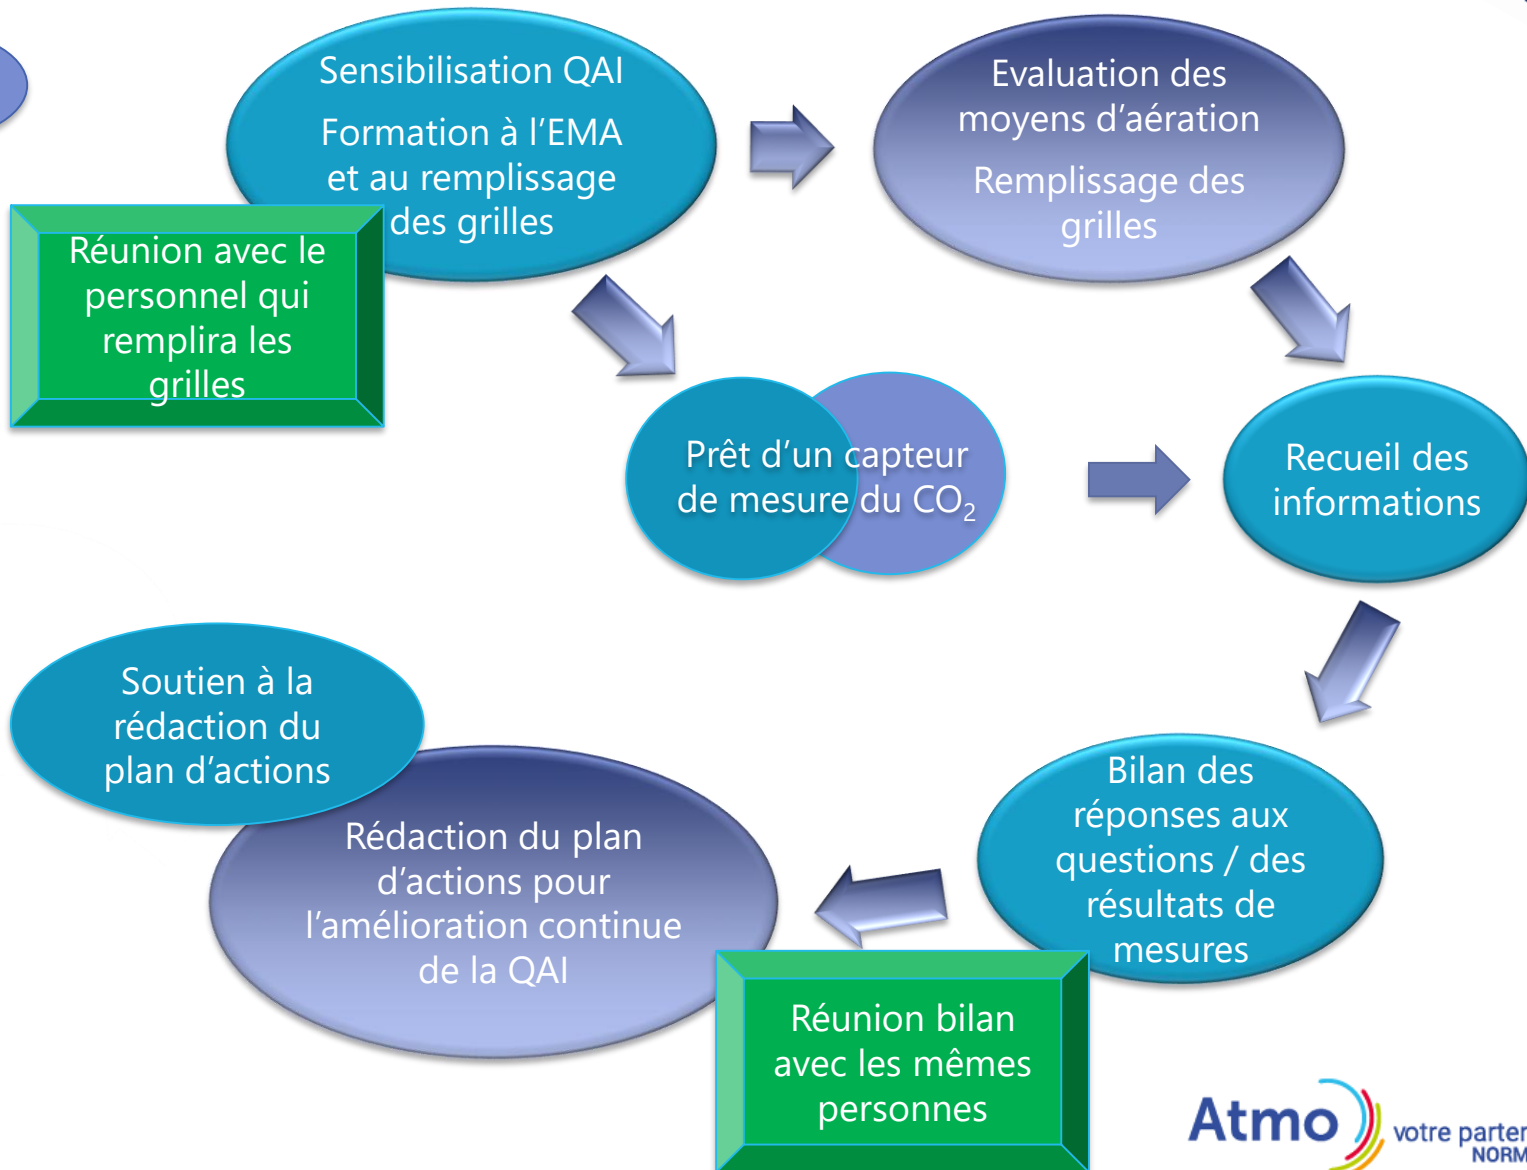 Sensibilisation QAI
Formation à l’EMA
et au remplissage
des grilles
Evaluation des
moyens d’aération
Remplissage des
grilles
Réunion avec le
personnel qui
remplira les
grilles
Prêt d’un capteur
de mesure du CO₂
Recueil des
informations
Soutien à la
rédaction du
plan d’actions
Rédaction du plan
d’actions pour
l’amélioration continue
de la QAI
Bilan des
réponses aux
questions / des
résultats de
mesures
Réunion bilan
avec les mêmes
personnes
Atmo
votre parten
NORM